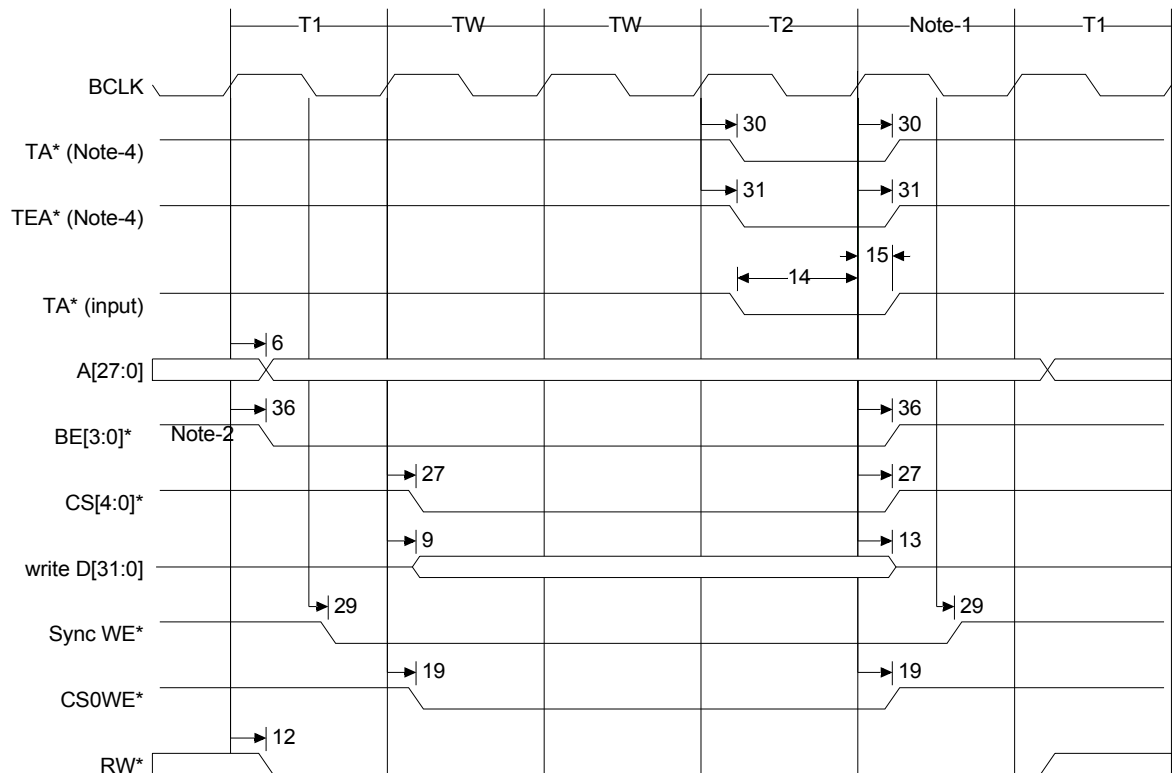 T1 TW TW T2 Note-1 T1
BCLK
30 30
TA* (Note-4)
31 31
TEA* (Note-4)
15
14
TA* (input)
6
A[27:0]
36 36
BE[3:0]* Note-2
27 27
CS[4:0]*
9 13
write D[31:0]
29 29
Sync WE*
19 19
CS0WE*
12
RW*